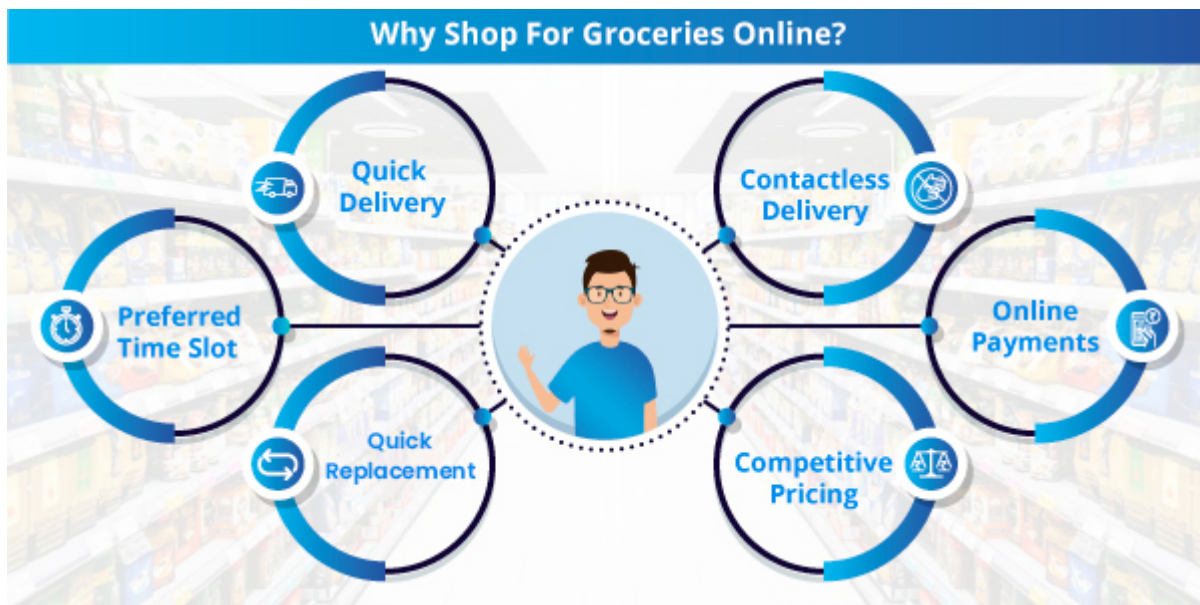 Why Shop For Groceries Online?
Quick
Delivery
Contactless
Delivery
Preferred
Time Slot
Online
Payments
Quick
Replacement
Competitive
Pricing